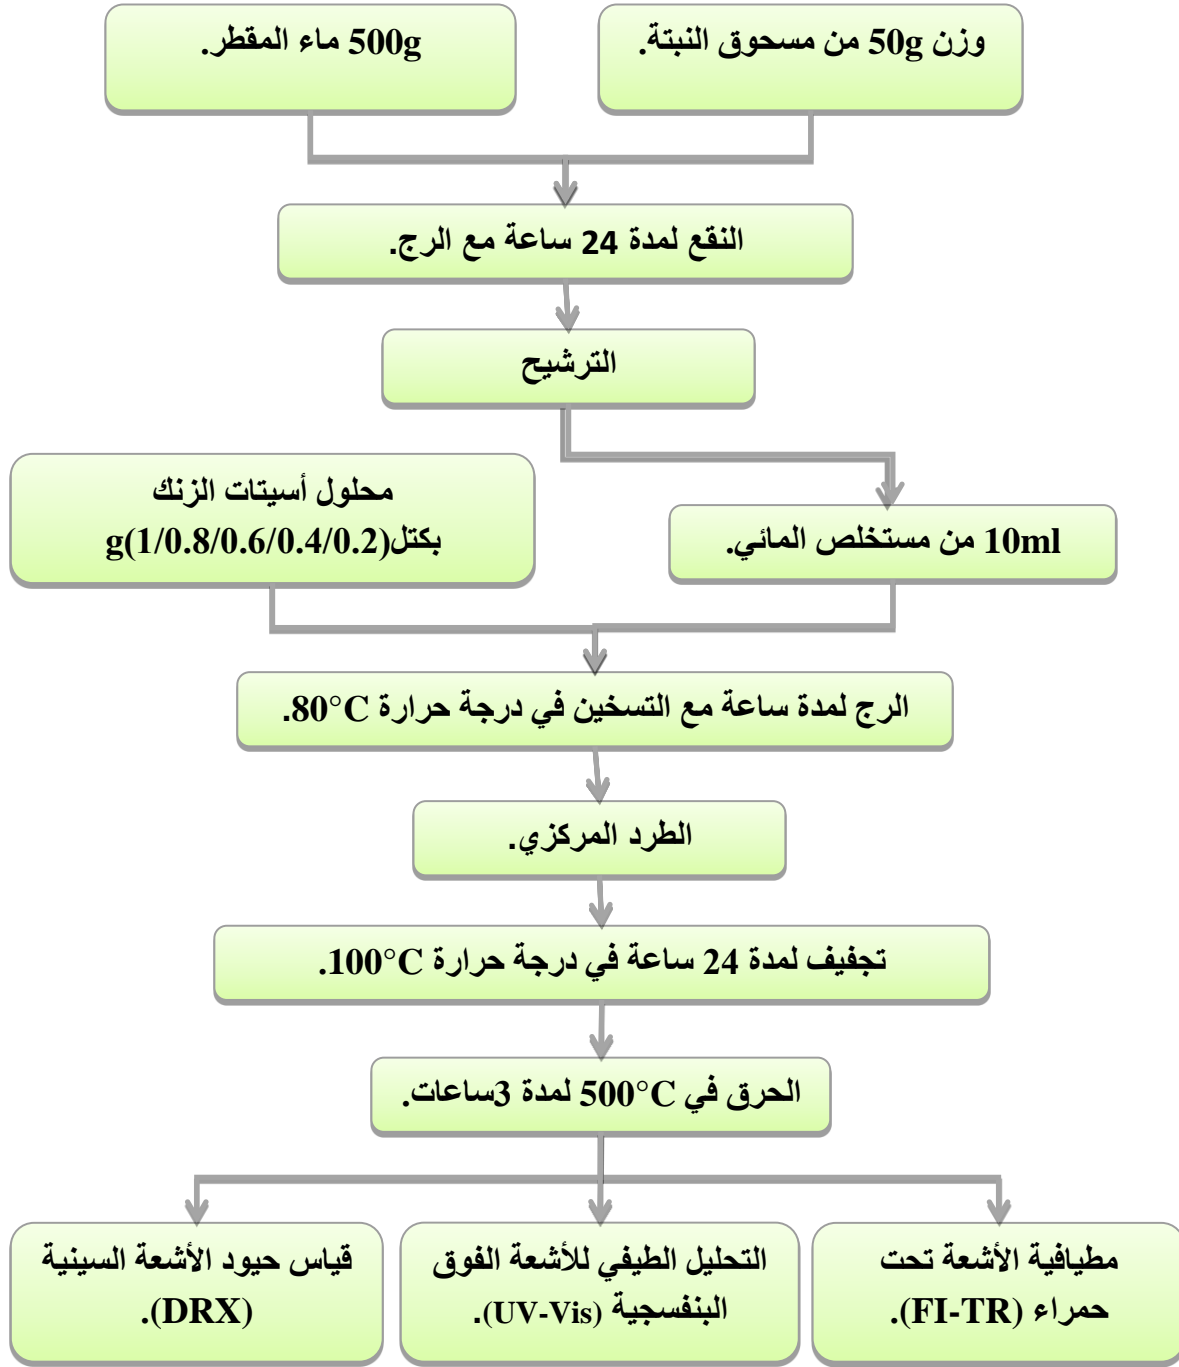 وزن 50g من مسحوق النبتة.
500g ماء المقطر.
النقع لمدة 24 ساعة مع الرج.
الترشيح
محلول أسيتات الزنك
بكتل(1/0.8/0.6/0.4/0.2)g
10ml من مستخلص المائي.
الرج لمدة ساعة مع التسخين في درجة حرارة 80°C.
الطرد المركزي.
تجفيف لمدة 24 ساعة في درجة حرارة 100°C.
الحرق في 500°C لمدة 3ساعات.
مطيافية الأشعة تحت
حمراء (FI-TR).
التحليل الطيفي للأشعة الفوق
البنفسجية (UV-Vis).
قياس حيود الأشعة السينية
(DRX).